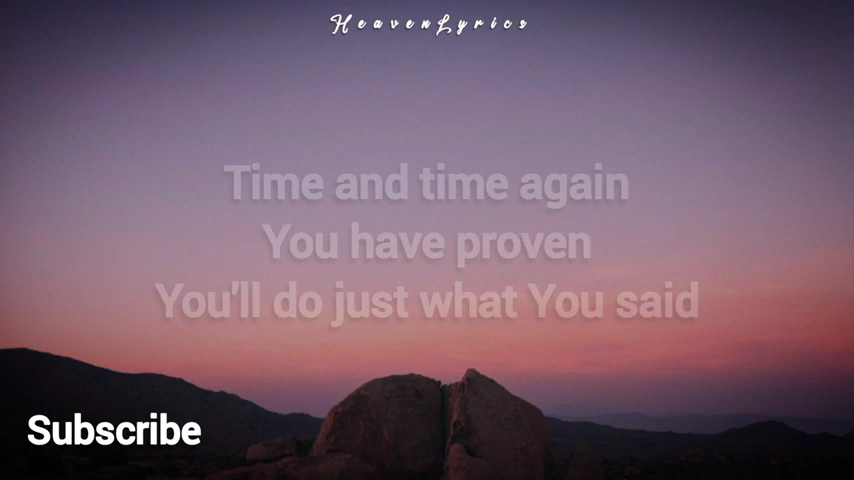 HeavenLyrics
Time and time again
You have proven
You'll do just what You said
Subscribe